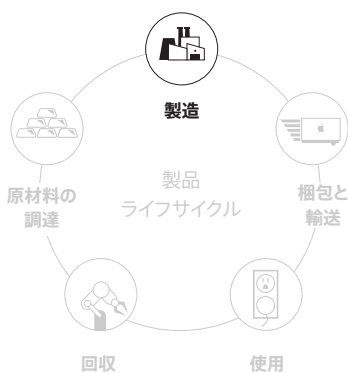 製造
原材料の
調達
製品
ライフサイクル
梱包と
輸送
回収
使用